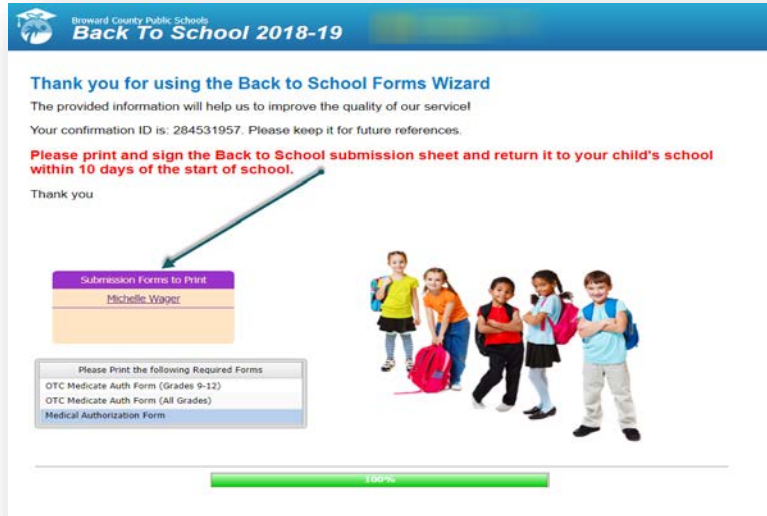 Broward County Public Schools
Back To School 2018-19
Thank you for using the Back to School Forms Wizard
The provided information will help us to improve the quality of our service!
Your confirmation ID is: 284531957. Please keep it for future references.
Please print and sign the Back to School submission sheet and return it to your child's school
within 10 days of the start of school.
Thank you
Submission Forms to Print
Michelle Wager
Please Print the following Required Forms
OTC Medicate Auth Form (Grades 9-12)
OTC Medicate Auth Form (All Grades)
Medical Authorization Form
100%